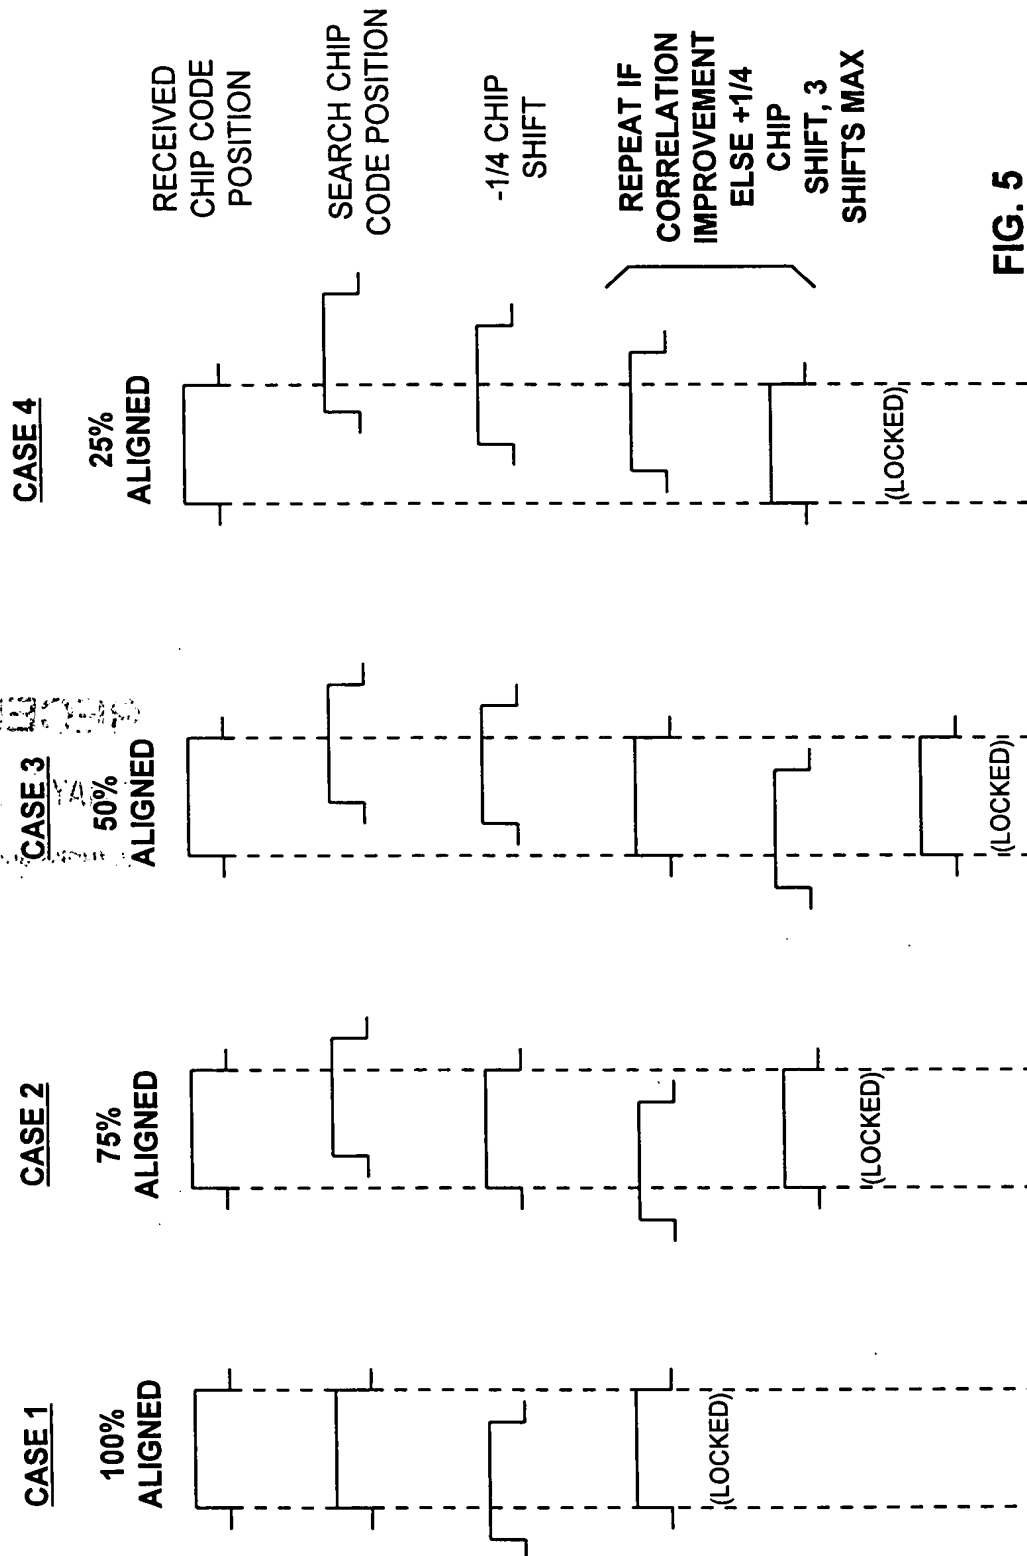 CASE 1
100%
ALIGNED
(LOCKED)
CASE 2
75%
ALIGNED
(LOCKED)
CASE 3
50%
ALIGNED
(LOCKED)
CASE 4
25%
ALIGNED
(LOCKED)
RECEIVED
CHIP CODE
POSITION
SEARCH CHIP
CODE POSITION
-1/4 CHIP
SHIFT
REPEAT IF
CORRELATION
IMPROVEMENT
ELSE +1/4
CHIP
SHIFT, 3
SHIFTS MAX
FIG. 5